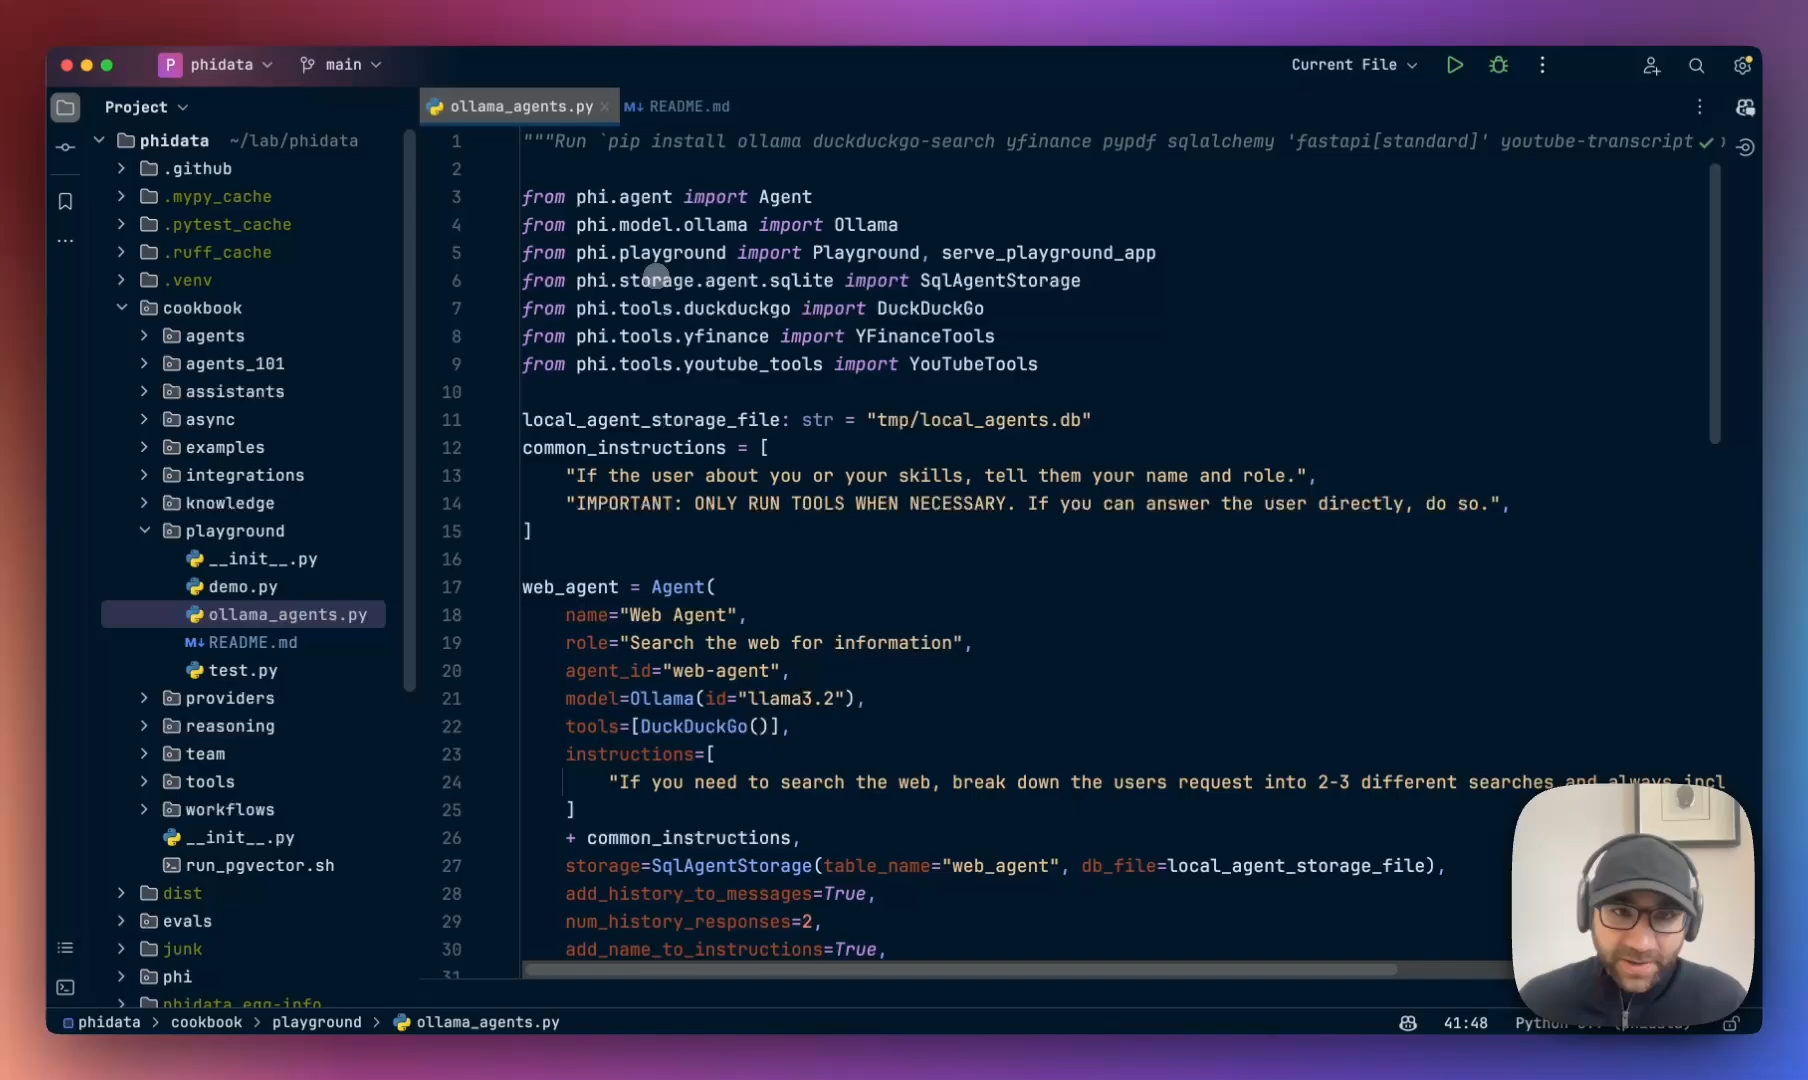 P phidata main Current File
Project
ollama_agents.py README.md
phidata ~/lab/phidata
.github
.mypy_cache
.pytest_cache
.ruff_cache
.venv
cookbook
agents
agents_101
assistants
async
examples
integrations
knowledge
playground
__init__.py
demo.py
ollama_agents.py
README.md
test.py
providers
reasoning
team
tools
workflows
__init__.py
run_pgvector.sh
dist
evals
junk
phi
phidata.egg-info
1 """Run `pip install ollama duckduckgo-search yfinance pypdf sqlalchemy 'fastapi[standard]' youtube-transcript
2
3 from phi.agent import Agent
4 from phi.model.ollama import Ollama
5 from phi.playground import Playground, serve_playground_app
6 from phi.storage.agent.sqlite import SqlAgentStorage
7 from phi.tools.duckduckgo import DuckDuckGo
8 from phi.tools.yfinance import YFinanceTools
9 from phi.tools.youtube_tools import YouTubeTools
10
11 local_agent_storage_file: str = "tmp/local_agents.db"
12 common_instructions = [
13 "If the user about you or your skills, tell them your name and role.",
14 "IMPORTANT: ONLY RUN TOOLS WHEN NECESSARY. If you can answer the user directly, do so.",
15 ]
16
17 web_agent = Agent(
18 name="Web Agent",
19 role="Search the web for information",
20 agent_id="web-agent",
21 model=Ollama(id="llama3.2"),
22 tools=[DuckDuckGo()],
23 instructions=[
24 "If you need to search the web, break down the users request into 2-3 different searches and always incl
25 ]
26 + common_instructions,
27 storage=SqlAgentStorage(table_name="web_agent", db_file=local_agent_storage_file),
28 add_history_to_messages=True,
29 num_history_responses=2,
30 add_name_to_instructions=True,
31
phidata > cookbook > playground > ollama_agents.py 41:48 Python